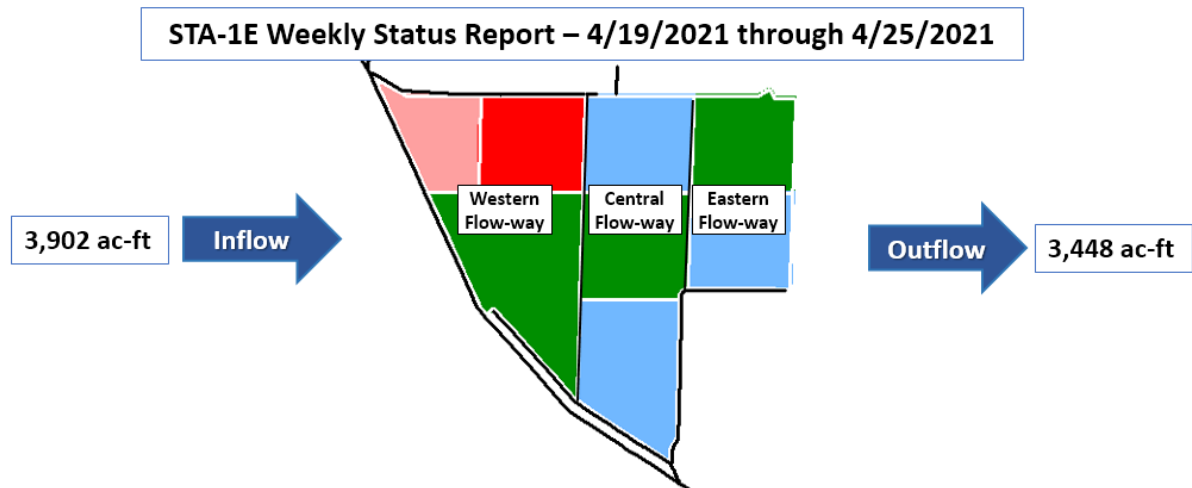 STA-1E Weekly Status Report – 4/19/2021 through 4/25/2021
Western
Flow-way
Central
Flow-way
Eastern
Flow-way
3,902 ac-ft
Inflow
Outflow
3,448 ac-ft